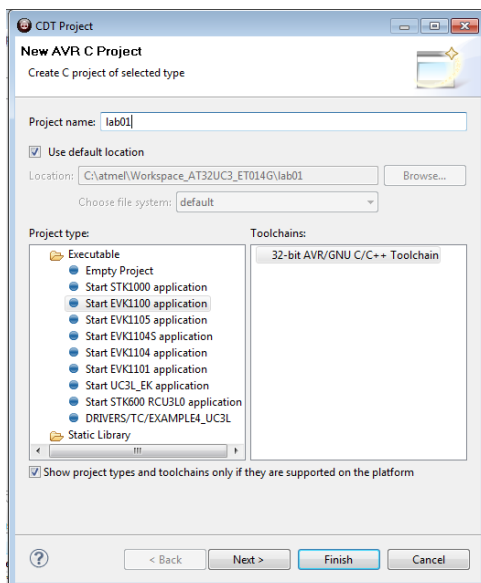 CDT Project
New AVR C Project
Create C project of selected type
Project name: lab01
Use default location
Location: C:\atmel\Workspace_AT32UC3_ET014G\lab01 Browse...
Choose file system: default
Project type: Toolchains:
Executable 32-bit AVR/GNU C/C++ Toolchain
Empty Project
Start STK1000 application
Start EVK1100 application
Start EVK1105 application
Start EVK1104S application
Start EVK1104 application
Start EVK1101 application
Start UC3L_EK application
Start STK600 RCU3L0 application
DRIVERS/TC/EXAMPLE4_UC3L
Static Library
Show project types and toolchains only if they are supported on the platform
? < Back Next > Finish Cancel